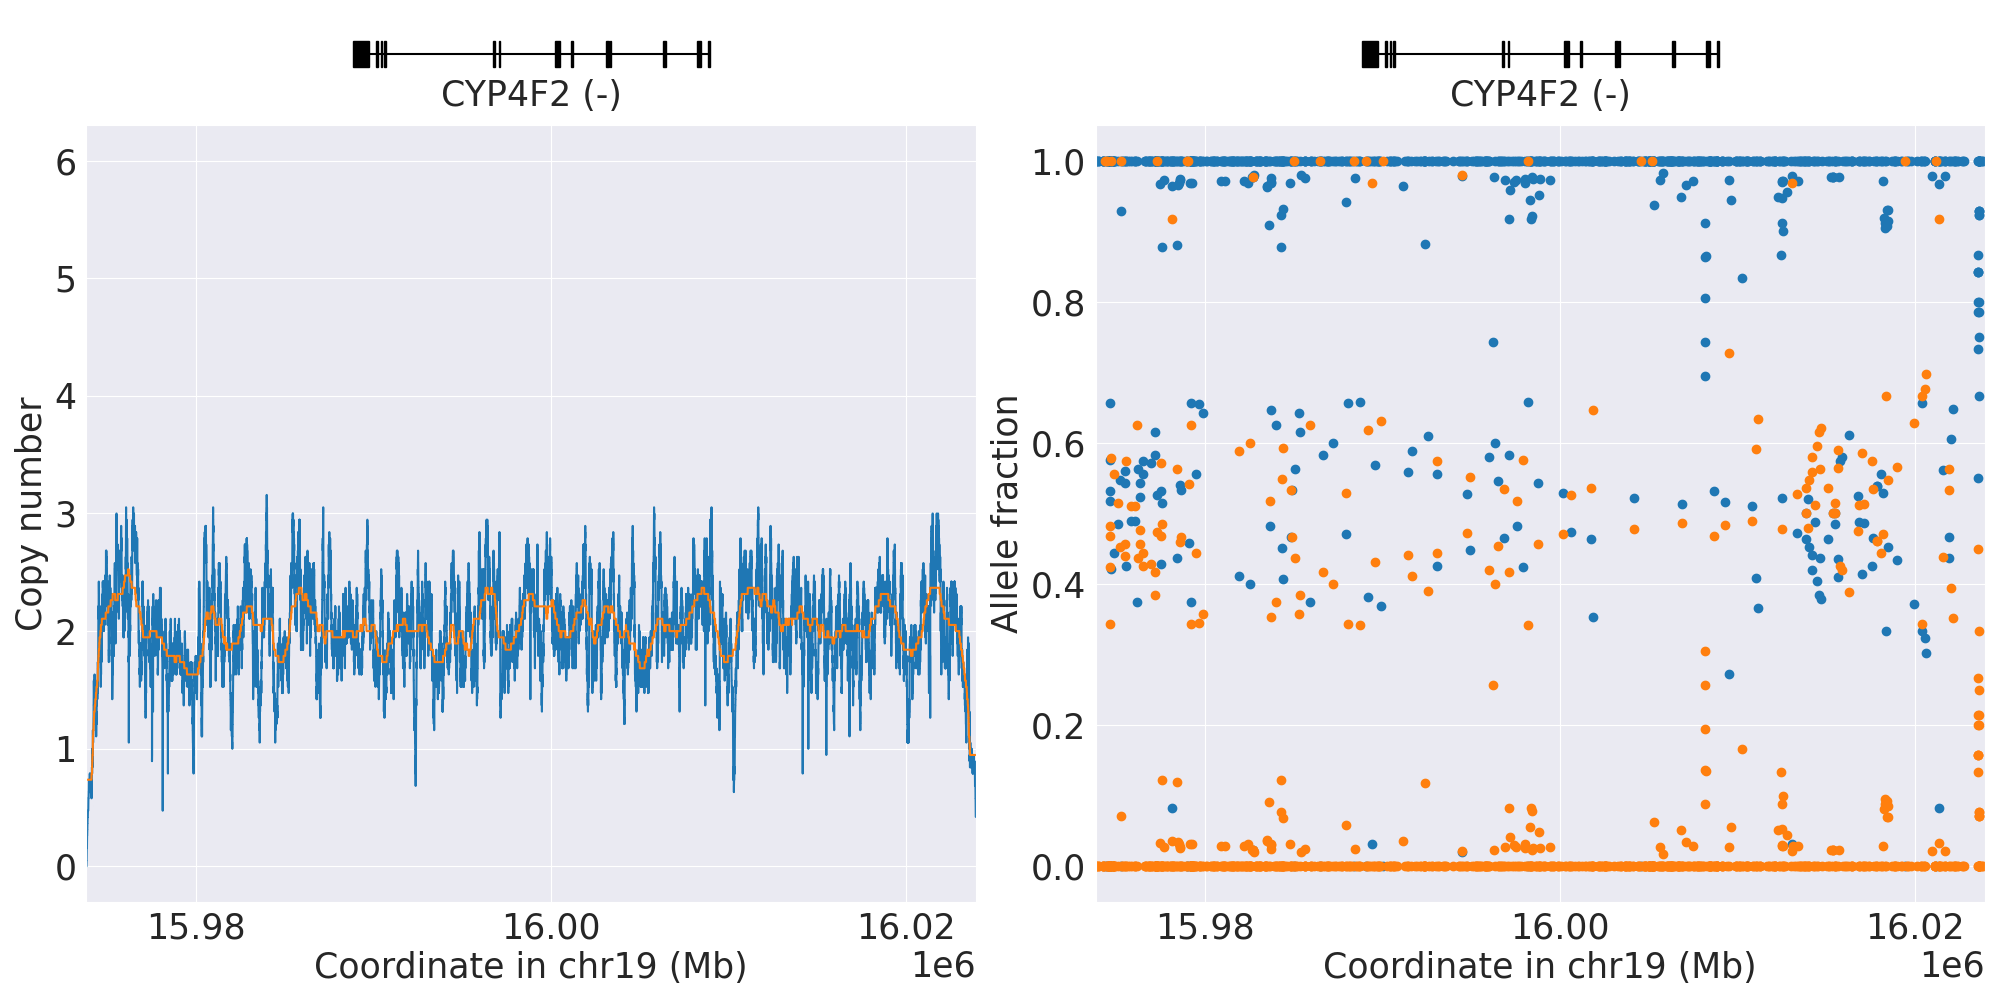 CYP4F2 (-)
6
5
4
3
2
1
0
Copy number
15.98
16.00
16.02
Coordinate in chr19 (Mb)
1e6
CYP4F2 (-)
1.0
0.8
0.6
0.4
0.2
0.0
Allele fraction
15.98
16.00
16.02
Coordinate in chr19 (Mb)
1e6